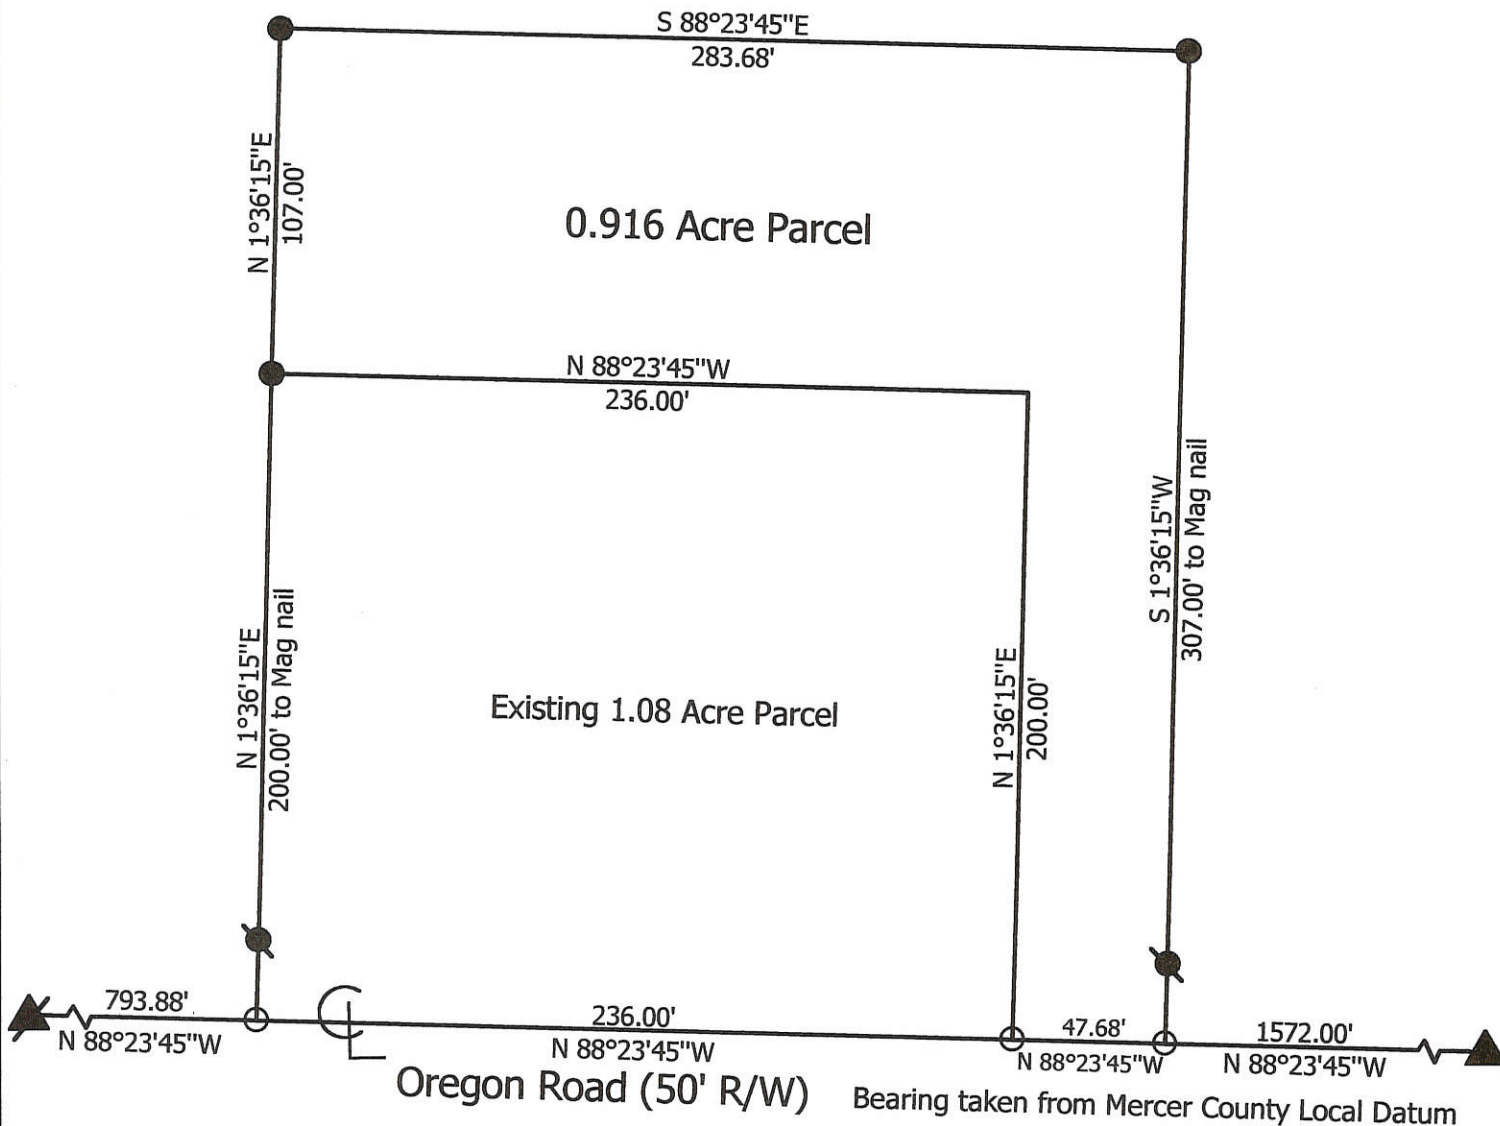 S 88°23'45"E
283.68'
N 1°36'15"E
107.00'
0.916 Acre Parcel
N 88°23'45"W
236.00'
S 1°36'15"W
307.00' to Mag nail
N 1°36'15"E
200.00' to Mag nail
Existing 1.08 Acre Parcel
N 1°36'15"E
200.00'
793.88'
N 88°23'45"W
236.00'
N 88°23'45"W
47.68'
N 88°23'45"W
1572.00'
N 88°23'45"W
Oregon Road (50' R/W)
Bearing taken from Mercer County Local Datum